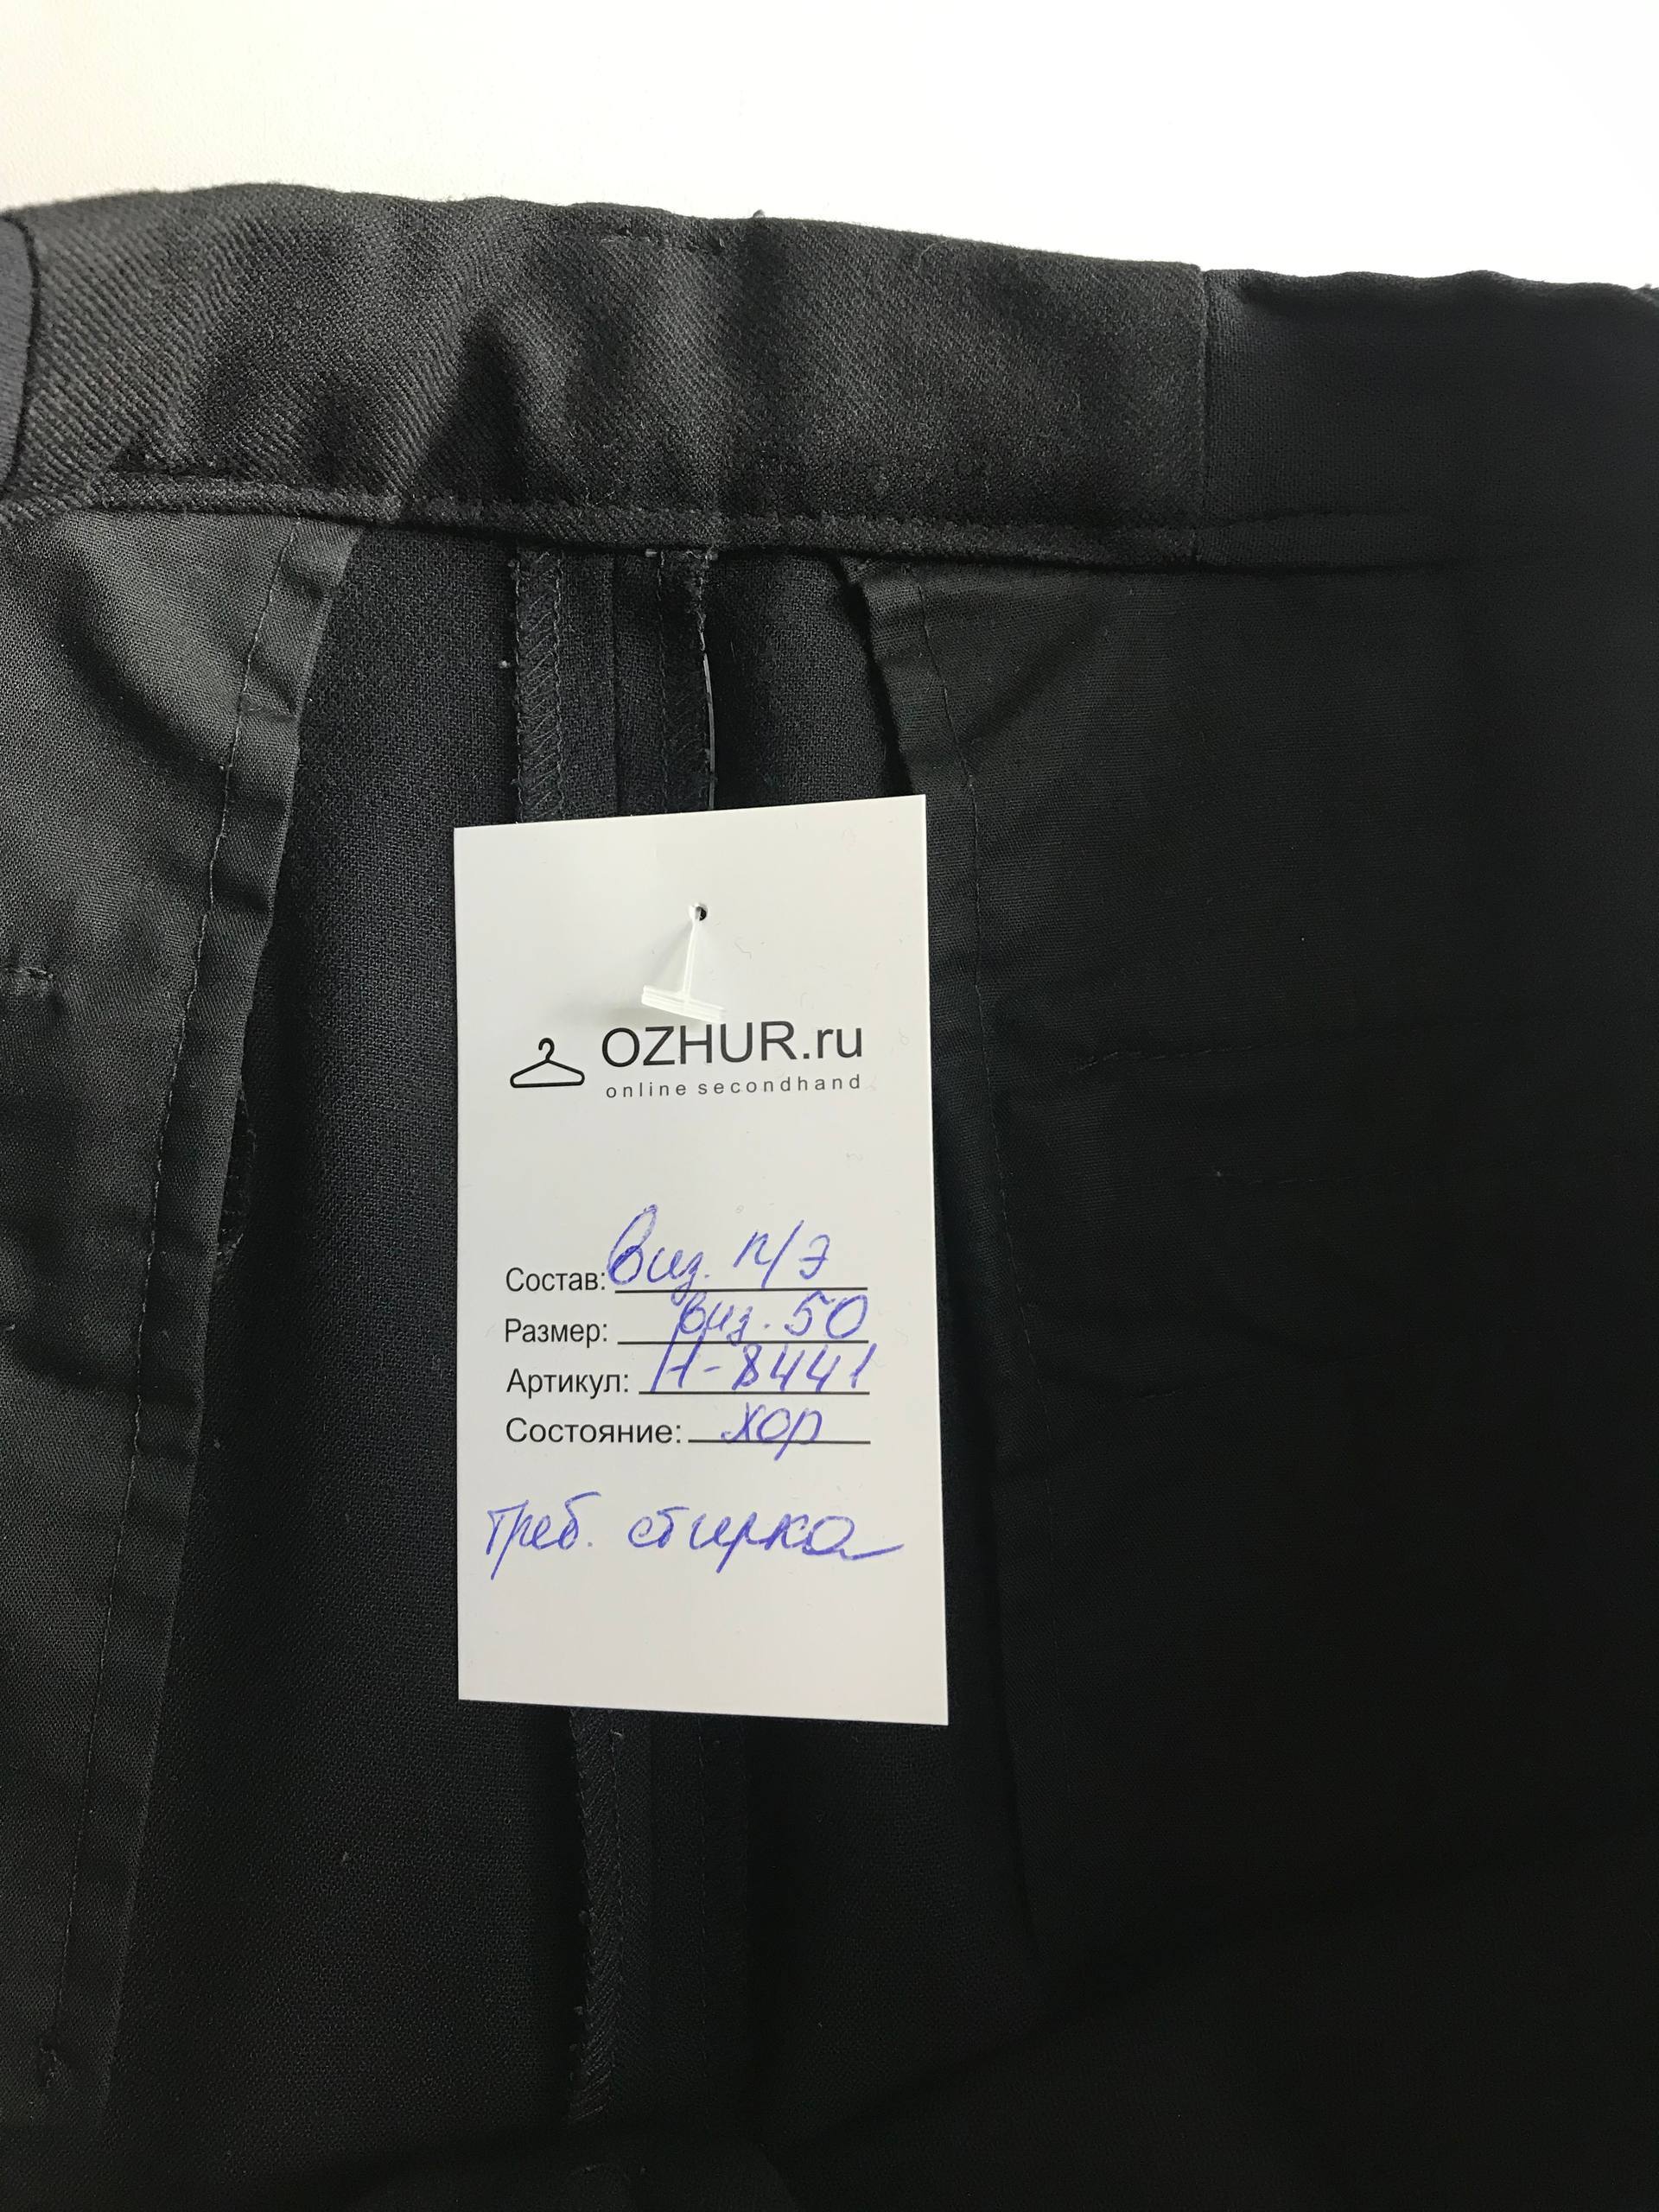 OZHUR.ru
online secondhand
Состав: виз. п/э
Размер: виз. 50
Артикул: Н-8441
Состояние: хор
треб. стирка